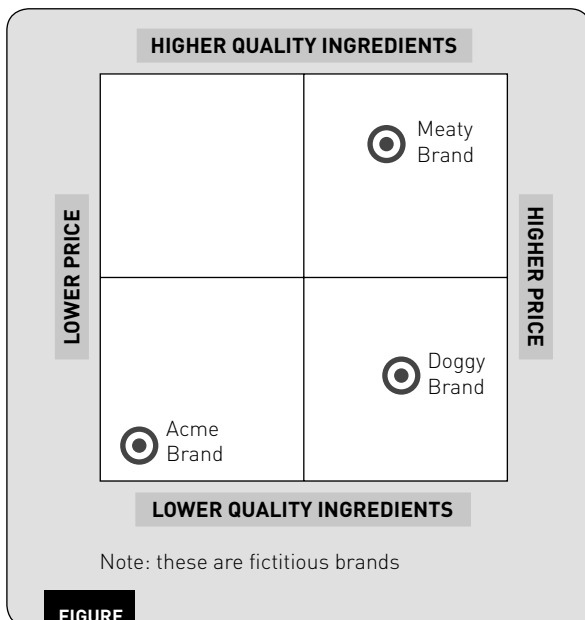 HIGHER QUALITY INGREDIENTS
Meaty
Brand
LOWER PRICE
HIGHER PRICE
Doggy
Brand
Acme
Brand
LOWER QUALITY INGREDIENTS
Note: these are fictitious brands
FIGURE